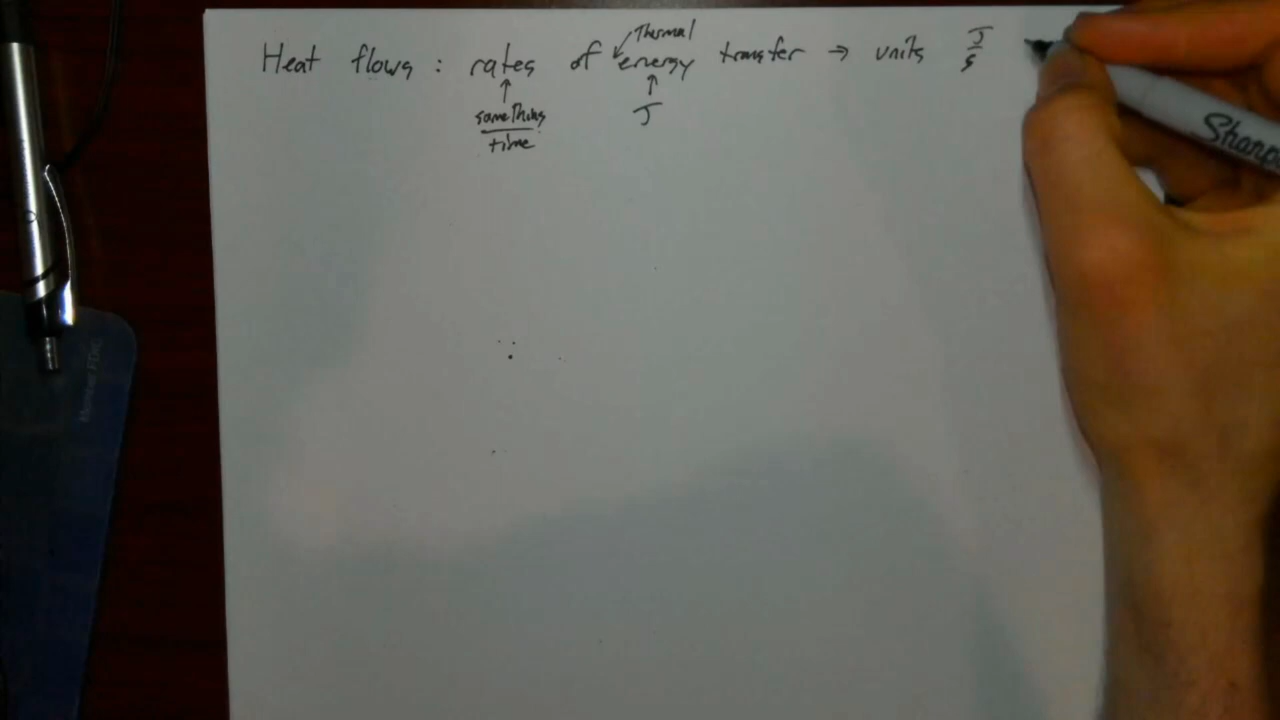 Thermal
Heat flows : rates of energy transfer → units J/s
↑ ↑
something J
time
Sharpie